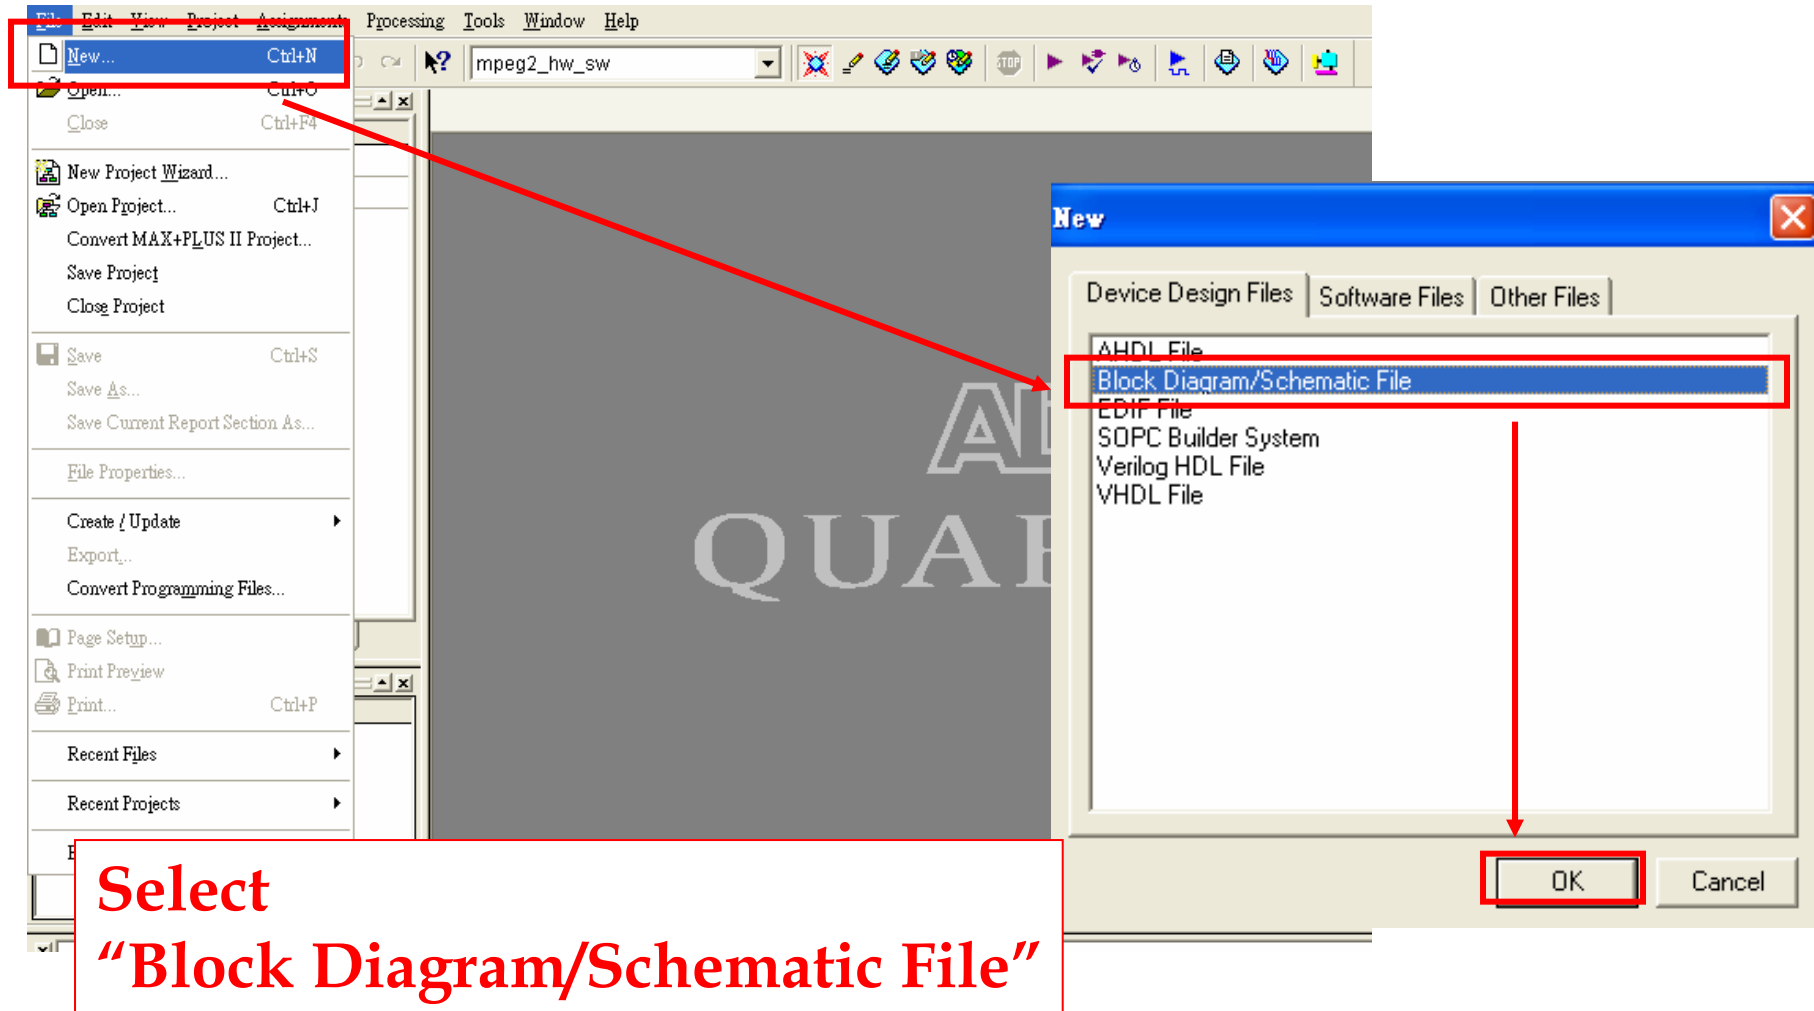 File Edit View Project Assignments Processing Tools Window Help
New... Ctrl+N
mpeg2_hw_sw
STOP
Open... Ctrl+O
Close Ctrl+F4
New Project Wizard...
Open Project... Ctrl+J
Convert MAX+PLUS II Project...
Save Project
Close Project
Save Ctrl+S
Save As...
Save Current Report Section As...
File Properties...
Create / Update
Export...
Convert Programming Files...
Page Setup...
Print Preview
Print... Ctrl+P
Recent Files
Recent Projects
QUAR
New
Device Design Files Software Files Other Files
AHDL File
Block Diagram/Schematic File
EDIF File
SOPC Builder System
Verilog HDL File
VHDL File
OK Cancel
Select
“Block Diagram/Schematic File”